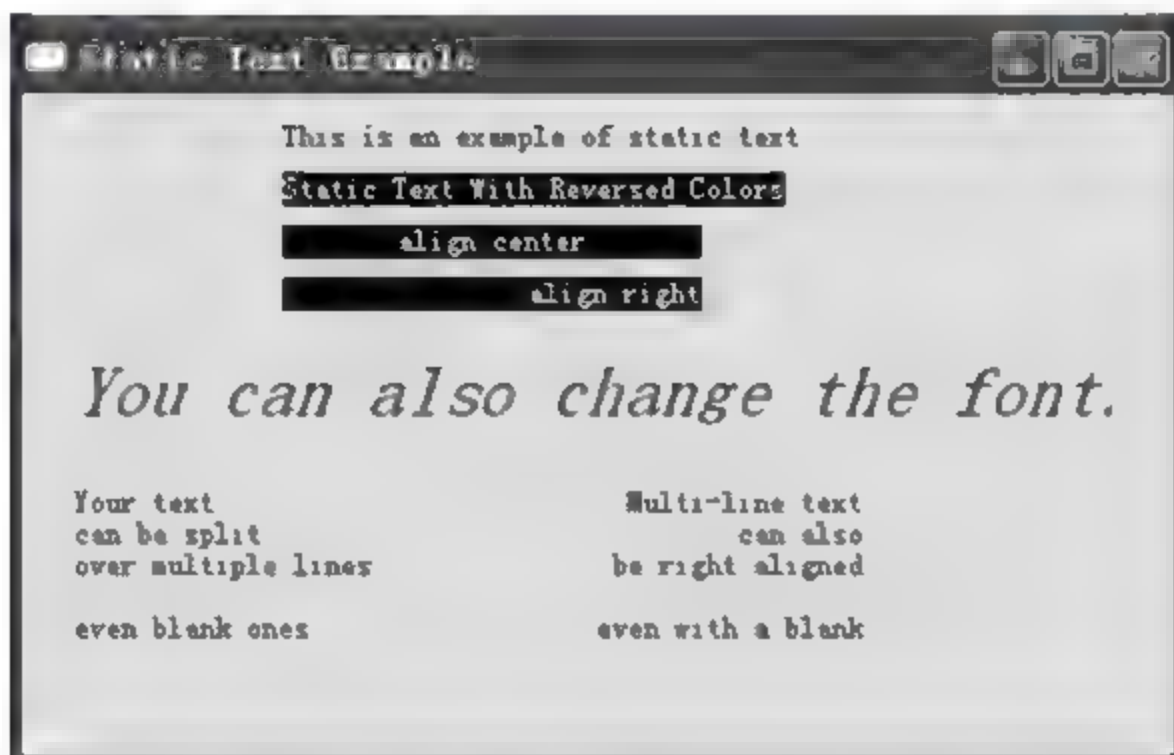 Static Text Example
This is an example of static text
Static Text With Reversed Colors
align center
align right
You can also change the font.
Your text
can be split
over multiple lines

even blank ones
Multi-line text
can also
be right aligned

even with a blank